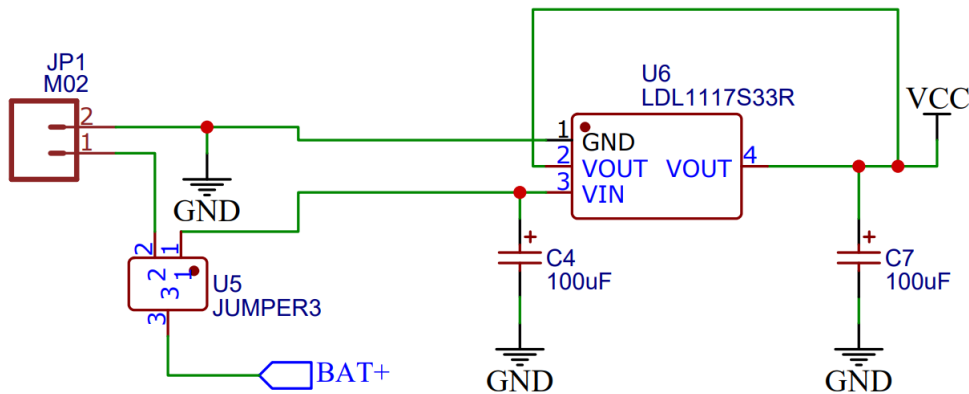 JP1
M02
2
1
GND
U6
LDL1117S33R
1
GND
2
VOUT
VOUT
4
3
VIN
VCC
2
1
2
1
3
U5
JUMPER3
3
BAT+
+
C4
100uF
GND
+
C7
100uF
GND